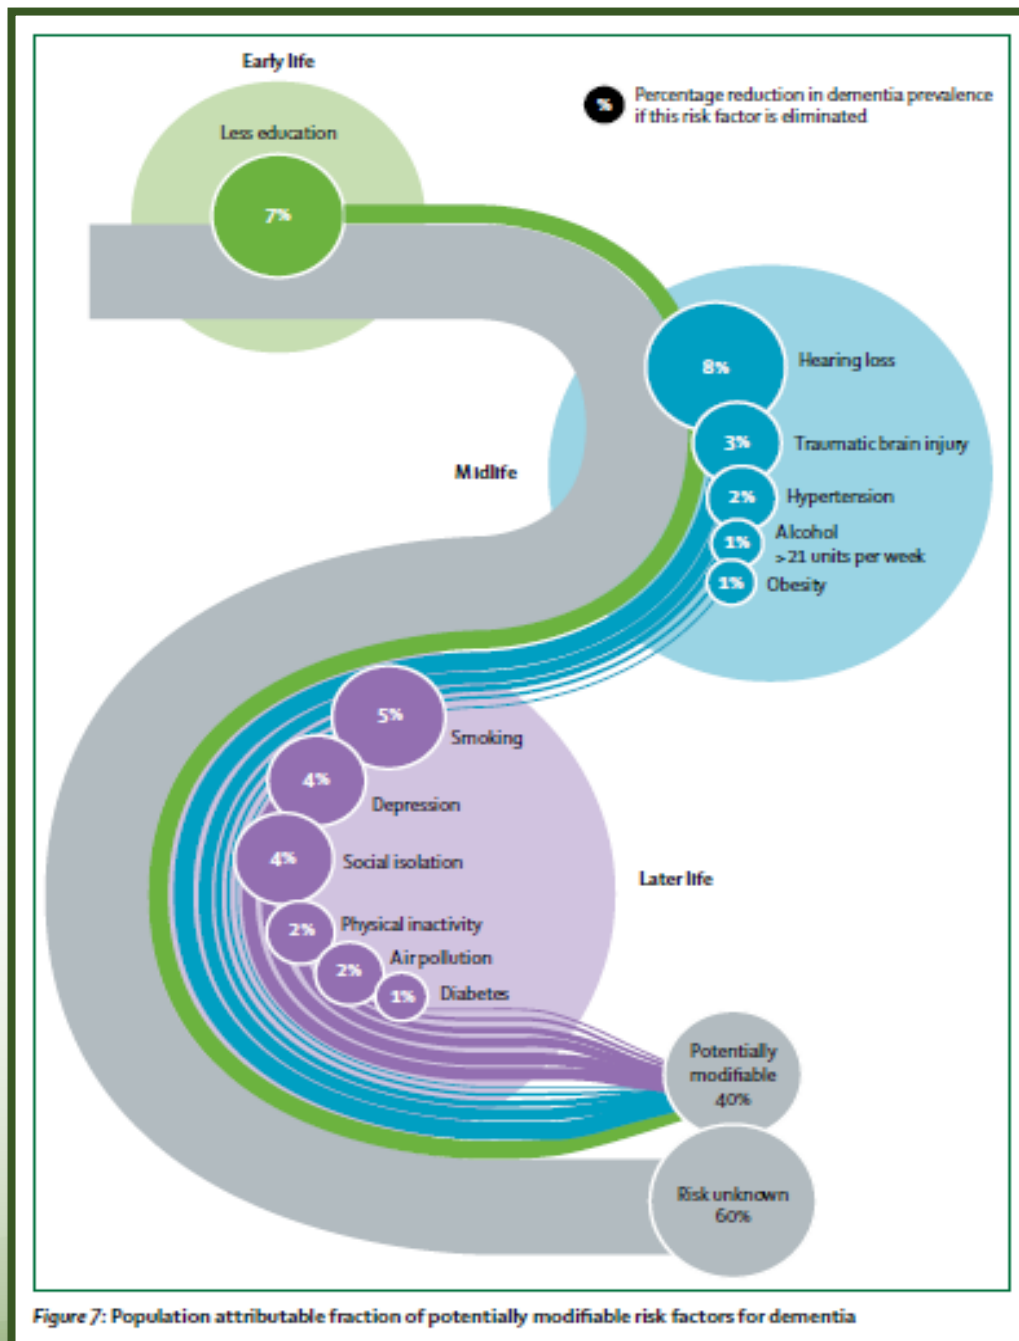 Early life
%
Percentage reduction in dementia prevalence
if this risk factor is eliminated
Less education
7%
8%
Hearing loss
3%
Traumatic brain injury
Midlife
2%
Hypertension
1%
Alcohol
>21 units per week
1%
Obesity
5%
Smoking
4%
Depression
4%
Social isolation
Later life
2%
Physical inactivity
2%
Air pollution
1%
Diabetes
Potentially
modifiable
40%
Risk unknown
60%
Figure 7: Population attributable fraction of potentially modifiable risk factors for dementia